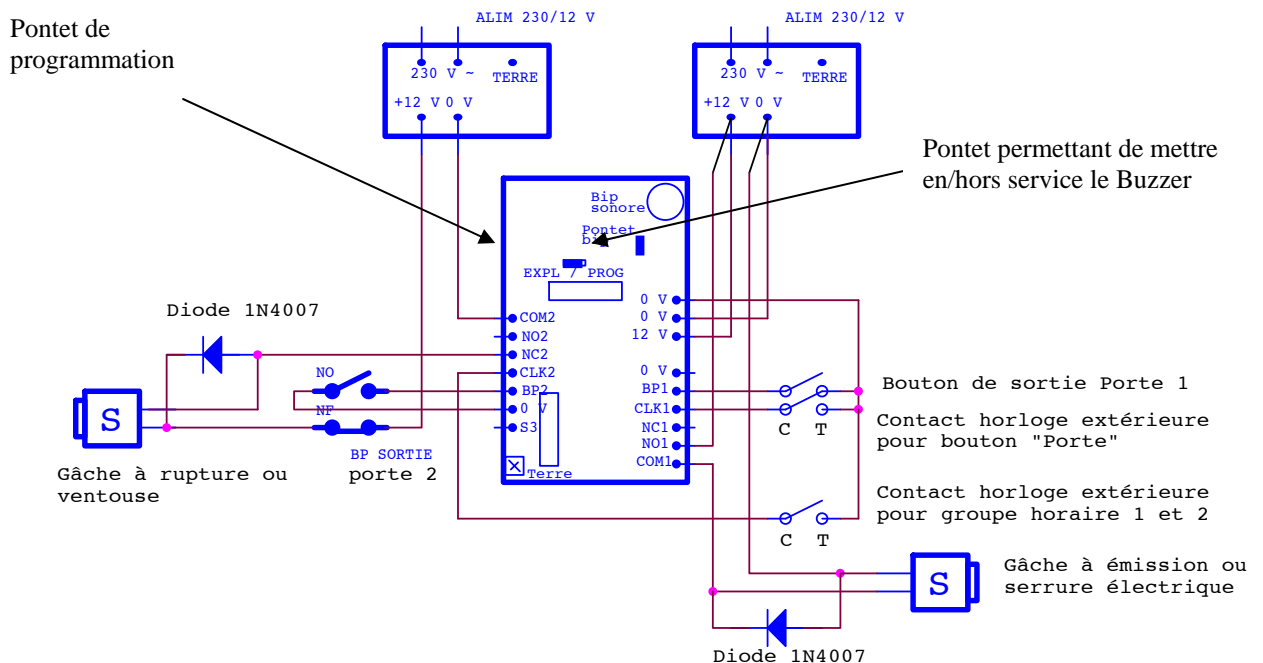 Pontet de
programmation
ALIM 230/12 V
230 V ~
TERRE
+12 V 0 V
ALIM 230/12 V
230 V ~
TERRE
+12 V 0 V
Pontet permettant de mettre
en/hors service le Buzzer
Bip
sonore
Pontet
bip
EXPL / PROG
0 V
0 V
12 V
0 V
BP1
CLK1
NC1
NO1
COM1
COM2
NO2
NC2
CLK2
BP2
0 V
S3
Terre
Diode 1N4007
NO
NF
BP SORTIE
porte 2
S
Gâche à rupture ou
ventouse
Bouton de sortie Porte 1
Contact horloge extérieure
pour bouton "Porte"
C T
Contact horloge extérieure
pour groupe horaire 1 et 2
C T
S
Gâche à émission ou
serrure électrique
Diode 1N4007